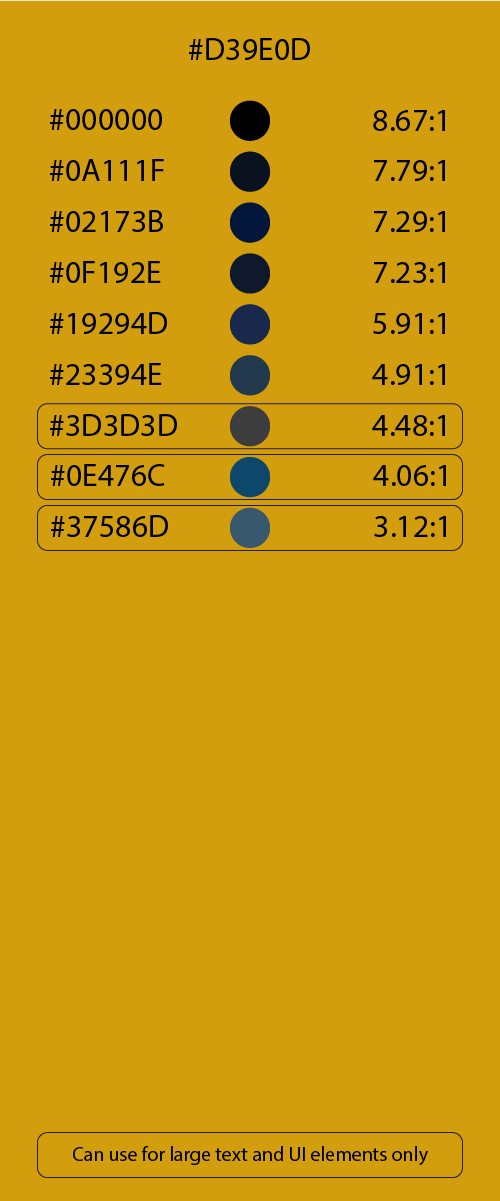 #D39E0D
#000000 8.67:1
#0A111F 7.79:1
#02173B 7.29:1
#0F192E 7.23:1
#19294D 5.91:1
#23394E 4.91:1
#3D3D3D 4.48:1
#0E476C 4.06:1
#37586D 3.12:1
Can use for large text and UI elements only